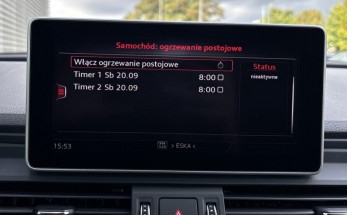 Samochód: ogrzewanie postojowe
Włącz ogrzewanie postojowe
Timer 1 Sb 20.09 8:00
Timer 2 Sb 20.09 8:00
Status
nieaktywne
15:53
> ESKA <